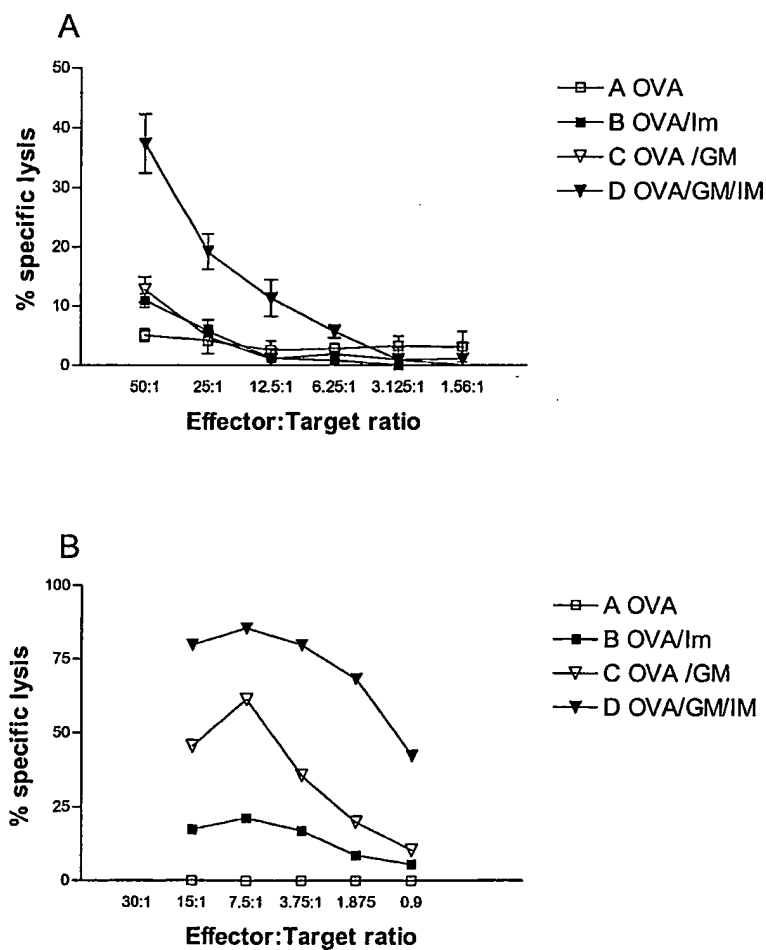 A
50
40
30
20
10
0
% specific lysis
50:1 25:1 12.5:1 6.25:1 3.125:1 1.56:1
Effector:Target ratio
A OVA
B OVA/Im
C OVA /GM
D OVA/GM/IM
B
100
75
50
25
0
% specific lysis
30:1 15:1 7.5:1 3.75:1 1.875 0.9
Effector:Target ratio
A OVA
B OVA/Im
C OVA /GM
D OVA/GM/IM